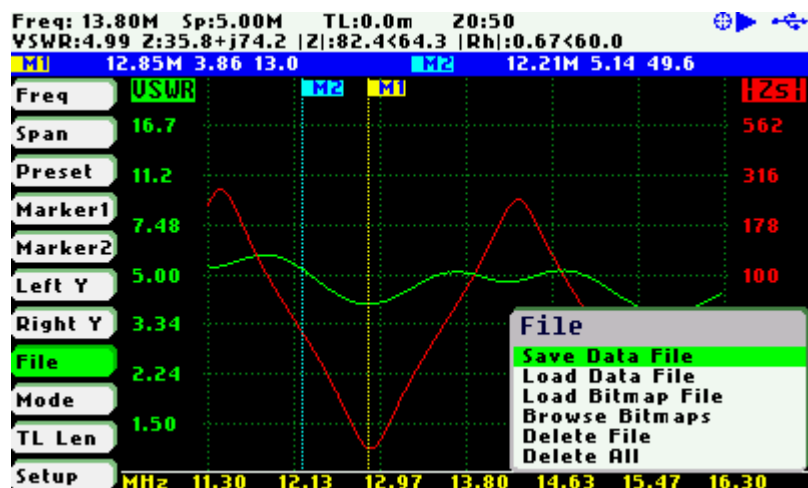 Freq: 13.80M Sp:5.00M TL:0.0m 20:50
VSWR:4.99 Z:35.8+j74.2 |Z|:82.4<64.3 |Rh|:0.67<60.0
M1 12.85M 3.86 13.0 M2 12.21M 5.14 49.6
Freq
Span
Preset
Marker1
Marker2
Left Y
Right Y
File
Mode
TL Len
Setup
VSWR
M2
M1
|Zs|
16.7
11.2
7.48
5.00
3.34
2.24
1.50
562
316
178
100
File
Save Data File
Load Data File
Load Bitmap File
Browse Bitmaps
Delete File
Delete All
MHz 11.30 12.13 12.97 13.80 14.63 15.47 16.30